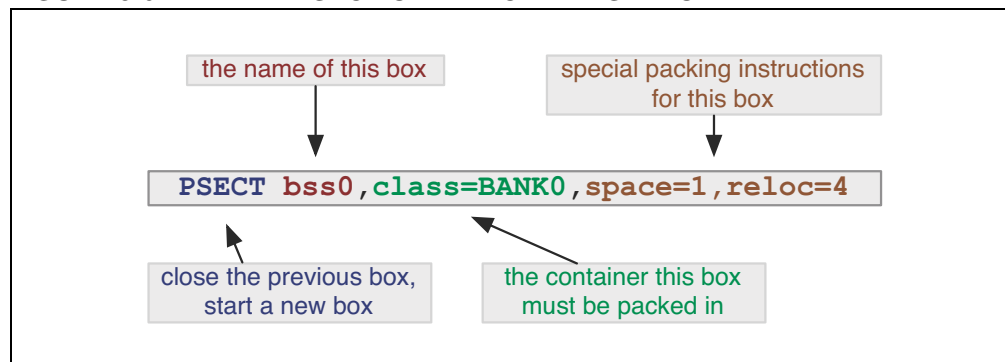 the name of this box
special packing instructions
for this box
PSECT bss0,class=BANK0,space=1,reloc=4
close the previous box,
start a new box
the container this box
must be packed in